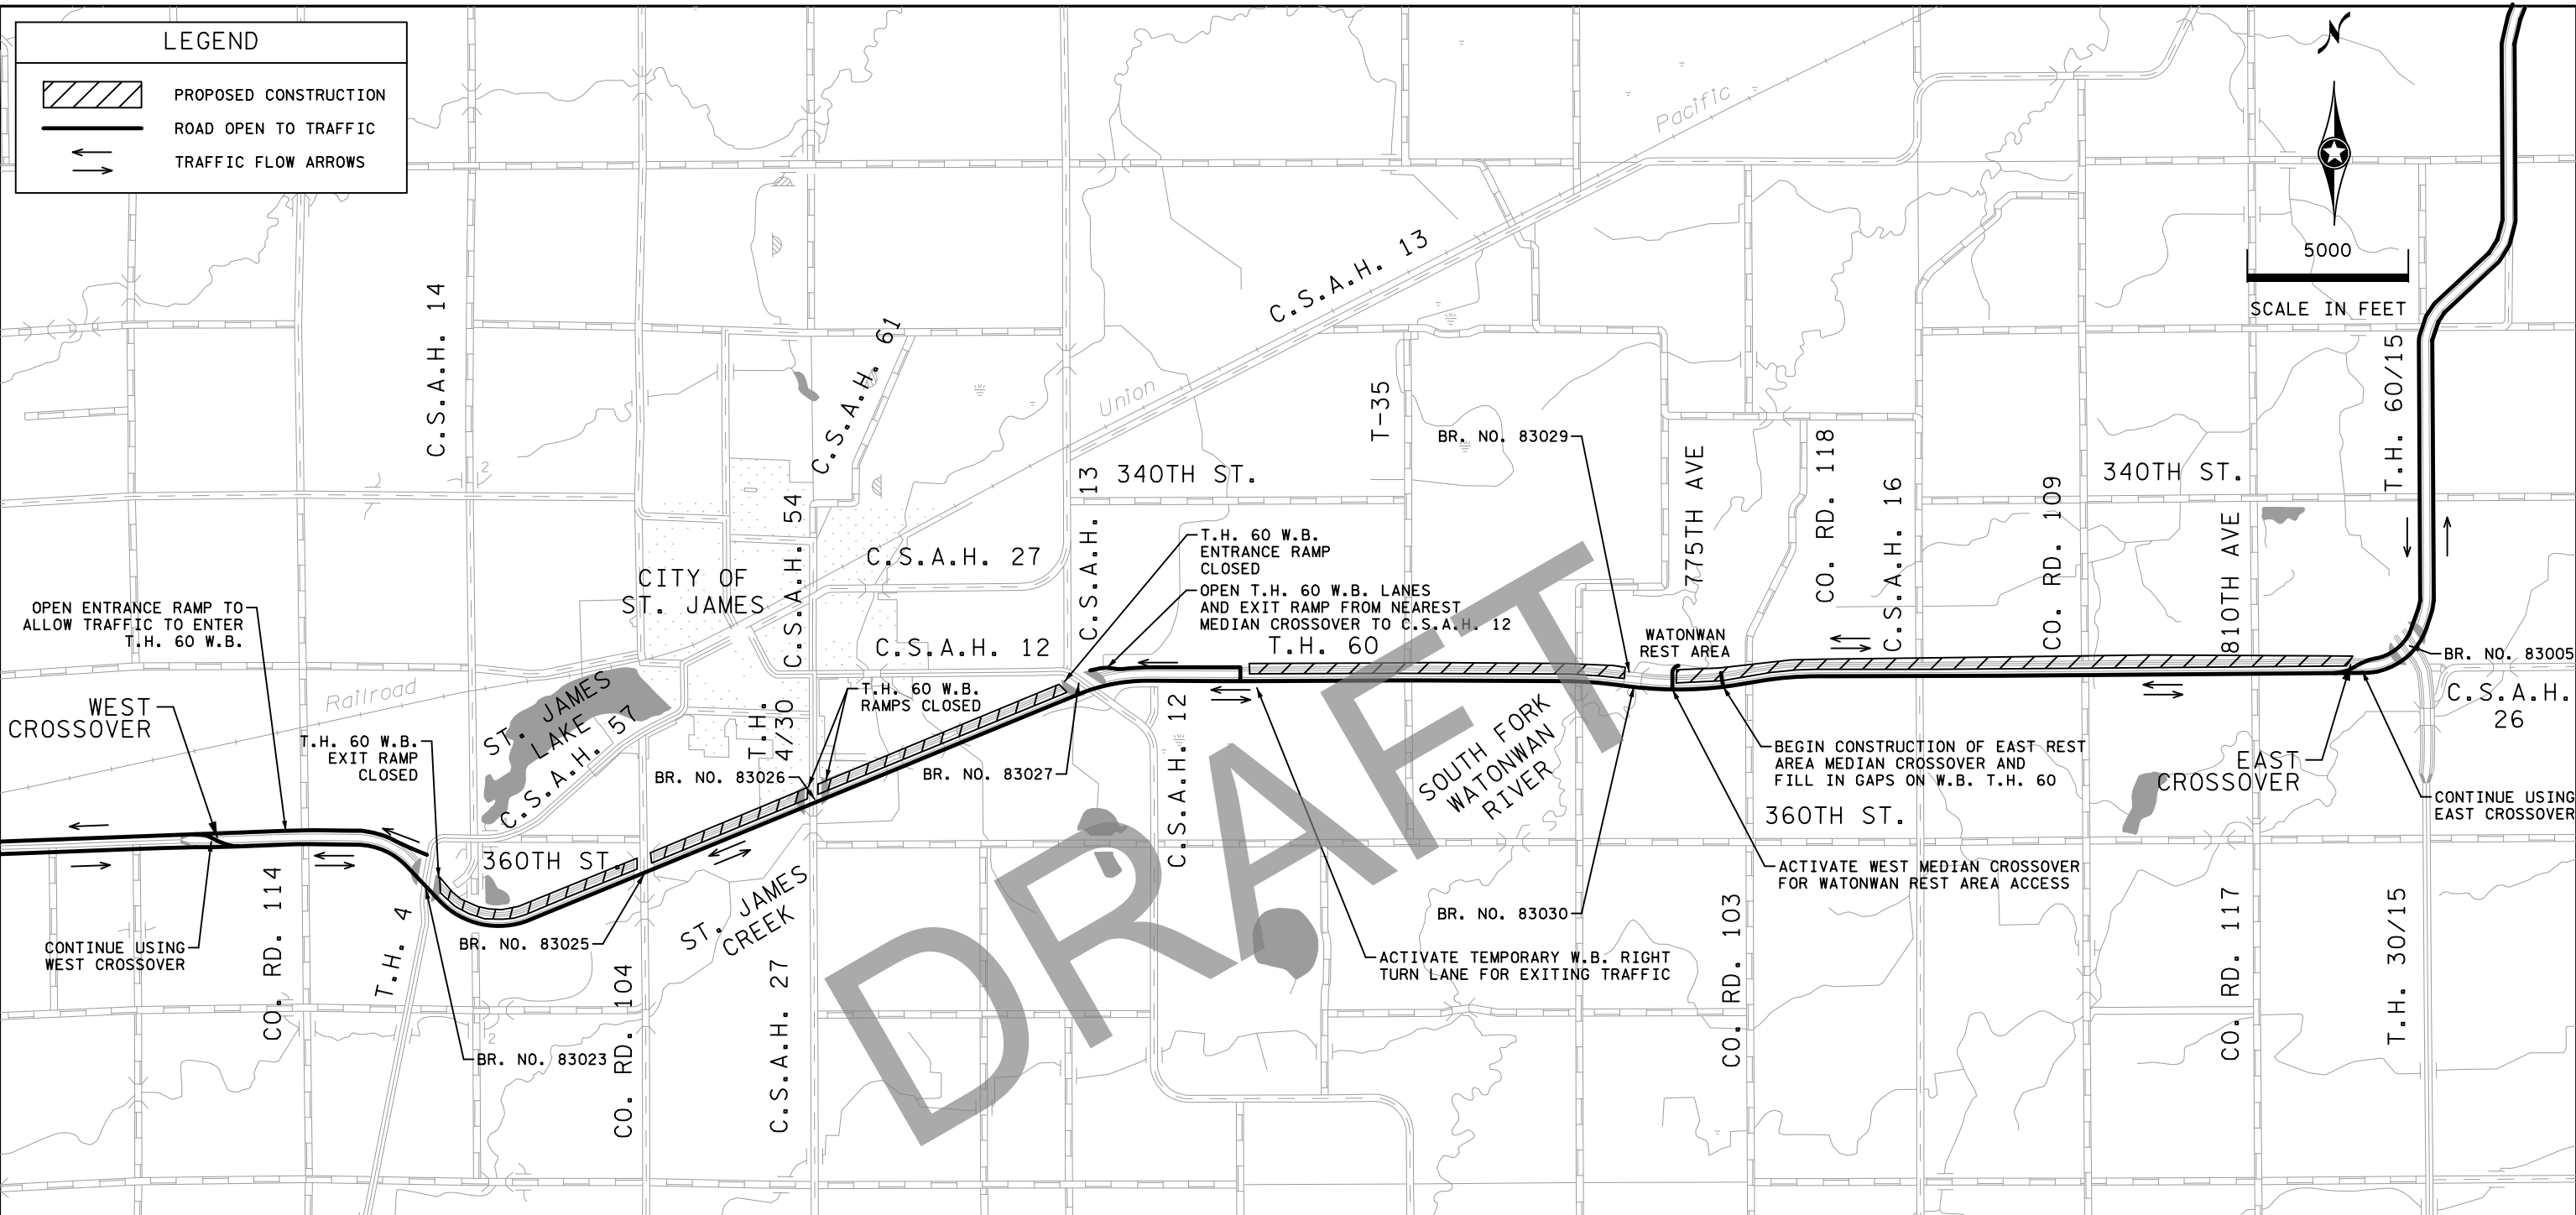 LEGEND
PROPOSED CONSTRUCTION
ROAD OPEN TO TRAFFIC
TRAFFIC FLOW ARROWS
N
5000
SCALE IN FEET
Pacific
C.S.A.H. 13
C.S.A.H. 14
C.S.A.H. 61
Union
T-35
T.H. 60/15
BR. NO. 83029
340TH ST.
340TH ST.
2
C.S.A.H. 13
775TH AVE
CO. RD. 118
C.S.A.H. 16
CO. RD. 109
810TH AVE
C.S.A.H. 54
C.S.A.H. 27
T.H. 60 W.B.
ENTRANCE RAMP
CLOSED
CITY OF
ST. JAMES
OPEN T.H. 60 W.B. LANES
AND EXIT RAMP FROM NEAREST
MEDIAN CROSSOVER TO C.S.A.H. 12
OPEN ENTRANCE RAMP TO
ALLOW TRAFFIC TO ENTER
T.H. 60 W.B.
C.S.A.H. 12
T.H. 60
WATONWAN
REST AREA
BR. NO. 83005
C.S.A.H.
26
Railroad
WEST
CROSSOVER
ST. JAMES
LAKE
C.S.A.H. 57
T.H.
4/30
T.H. 60 W.B.
RAMPS CLOSED
C.S.A.H. 12
T.H. 60 W.B.
EXIT RAMP
CLOSED
BR. NO. 83026
BR. NO. 83027
SOUTH FORK
WATONWAN
RIVER
BEGIN CONSTRUCTION OF EAST REST
AREA MEDIAN CROSSOVER AND
FILL IN GAPS ON W.B. T.H. 60
EAST
CROSSOVER
CONTINUE USING
EAST CROSSOVER
360TH ST.
360TH ST.
ACTIVATE WEST MEDIAN CROSSOVER
FOR WATONWAN REST AREA ACCESS
CO. RD. 114
T.H. 4
CONTINUE USING
WEST CROSSOVER
BR. NO. 83025
ST. JAMES
CREEK
BR. NO. 83030
ACTIVATE TEMPORARY W.B. RIGHT
TURN LANE FOR EXITING TRAFFIC
CO. RD. 103
CO. RD. 117
T.H. 30/15
2
BR. NO. 83023
CO. RD. 104
C.S.A.H. 27
DRAFT